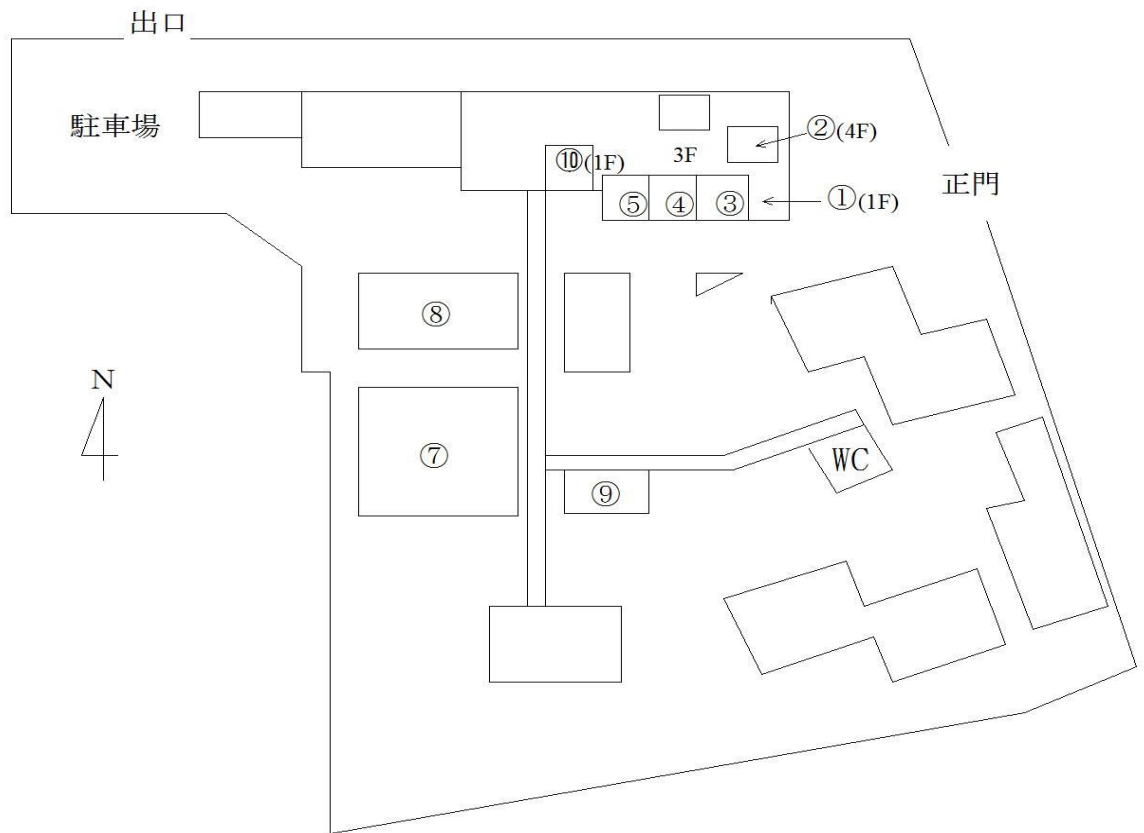 出口
駐車場
②(4F)
3F
⑩(1F)
正門
⑤
④
③
①(1F)
⑧
N
⑦
WC
⑨